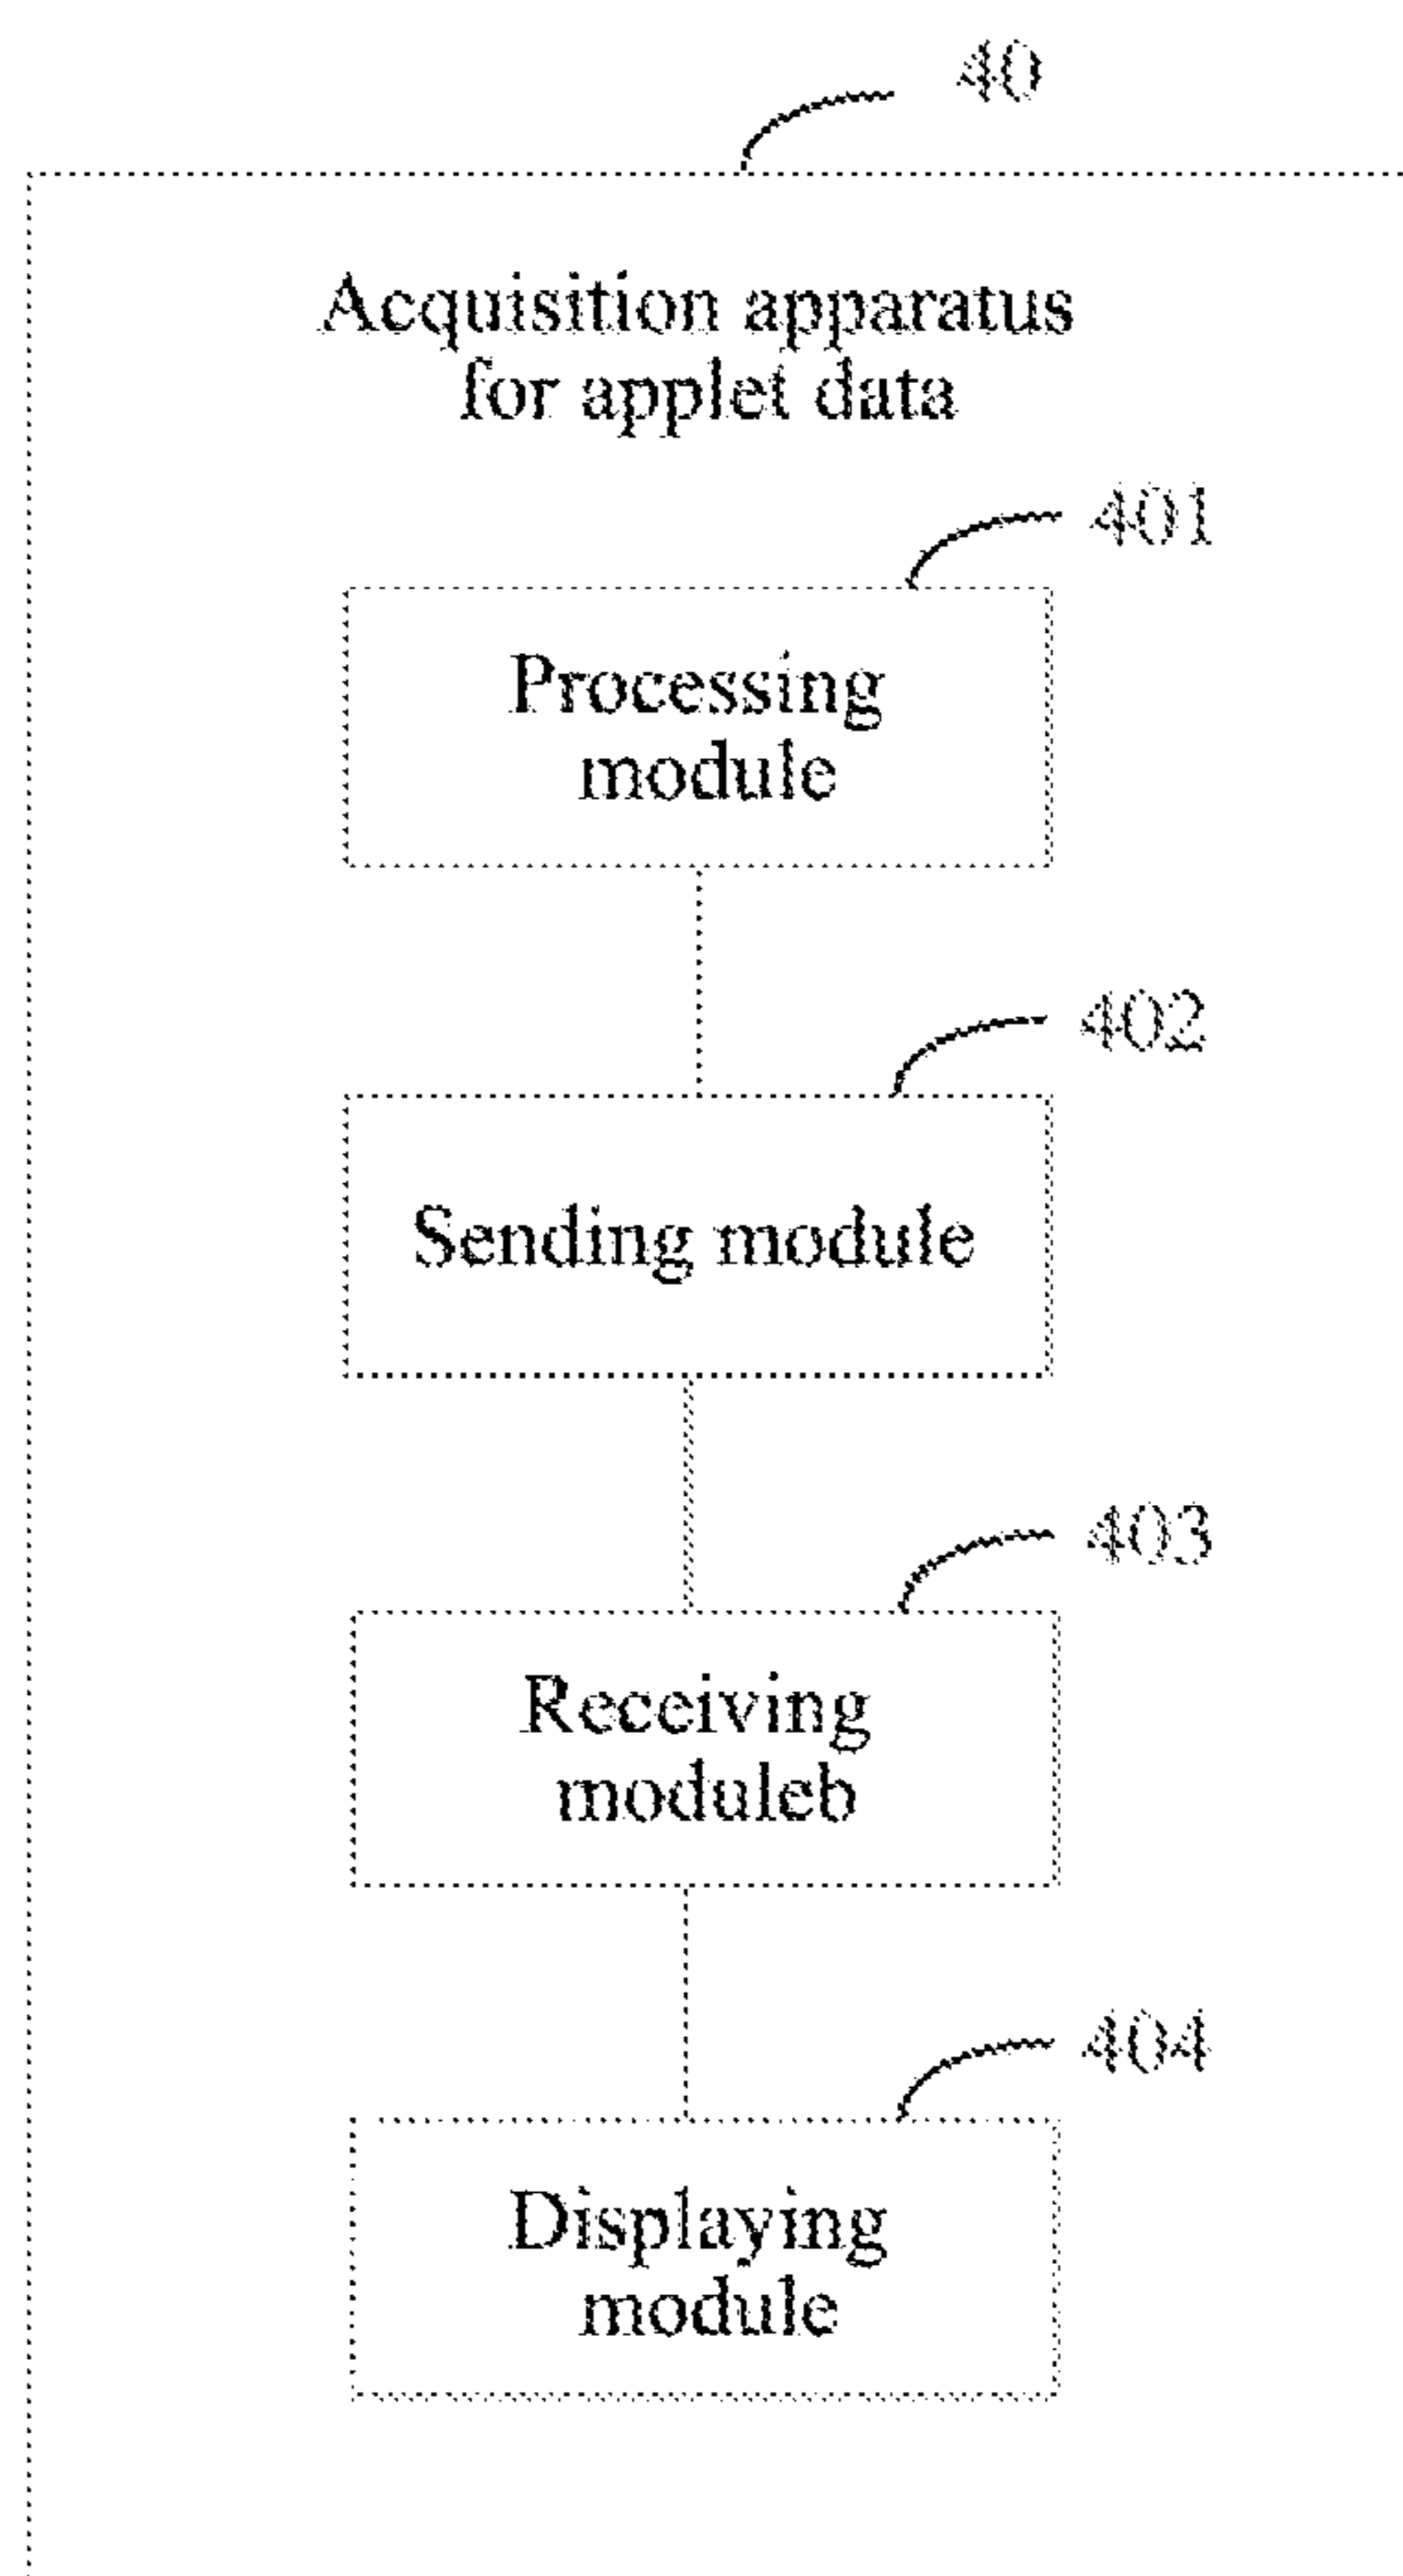 40
Acquisition apparatus
for applet data
401
Processing
module
402
Sending module
403
Receiving
moduleb
404
Displaying
module